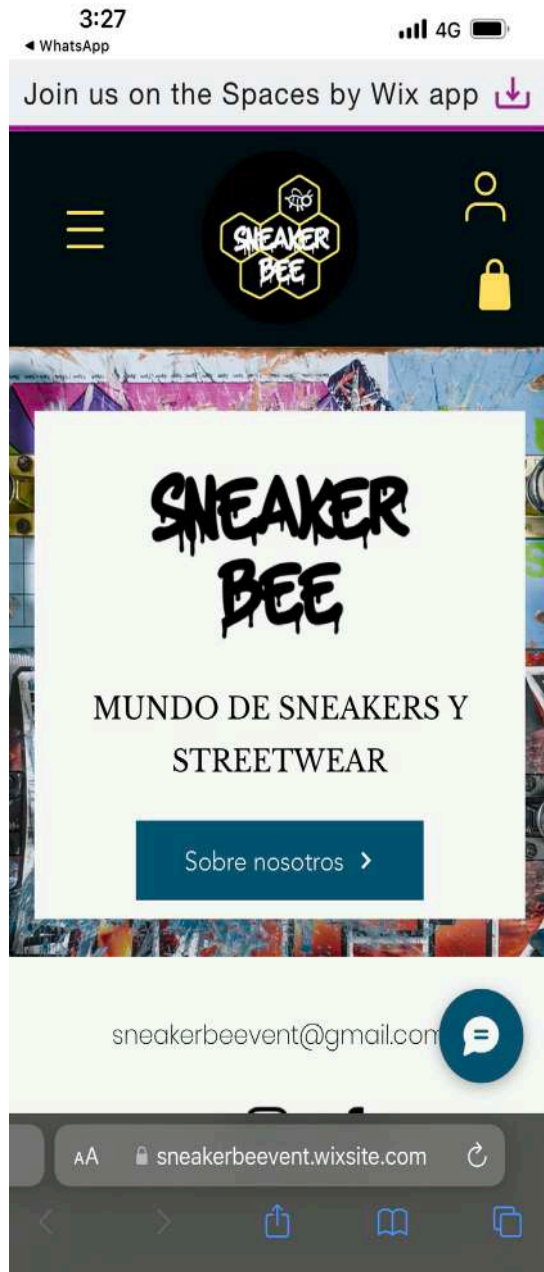 3:27
4G
◄ WhatsApp
Join us on the Spaces by Wix app
SNEAKER
BEE
SNEAKER
BEE
MUNDO DE SNEAKERS Y
STREETWEAR
Sobre nosotros >
sneakerbeevent@gmail.com
AA sneakerbeevent.wixsite.com